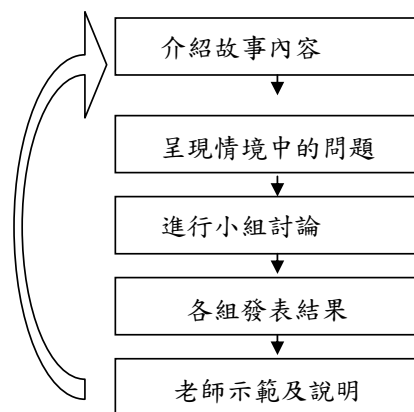 介紹故事內容
呈現情境中的問題
進行小組討論
各組發表結果
老師示範及說明